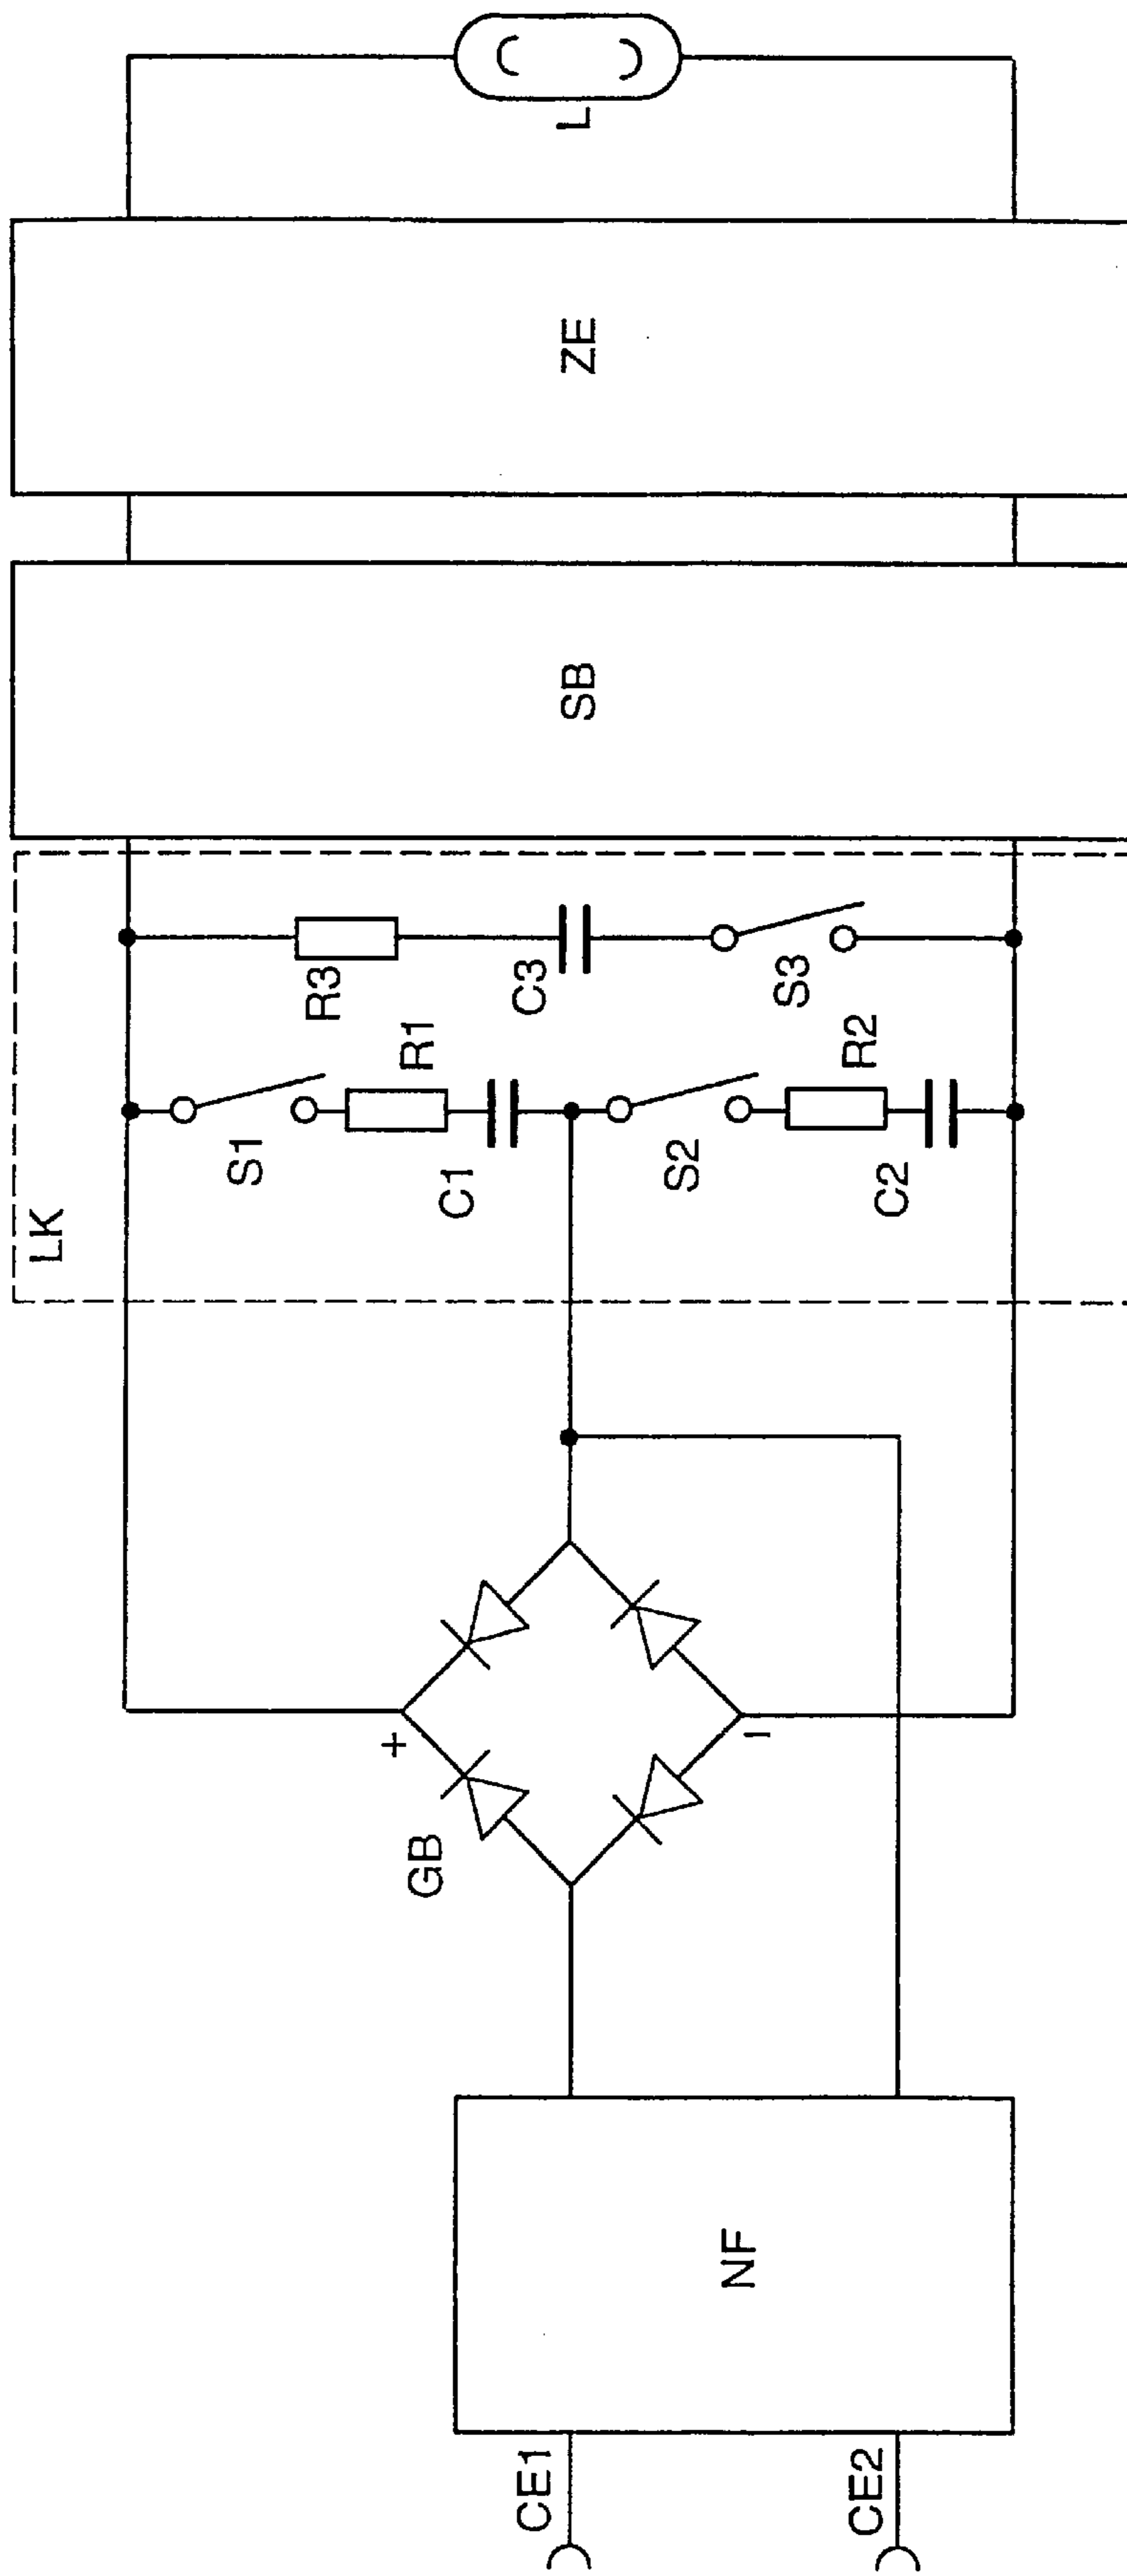 CE1
CE2
NF
GB
+
−
LK
S1
R1
C1
S2
R2
C2
R3
C3
S3
SB
ZE
L